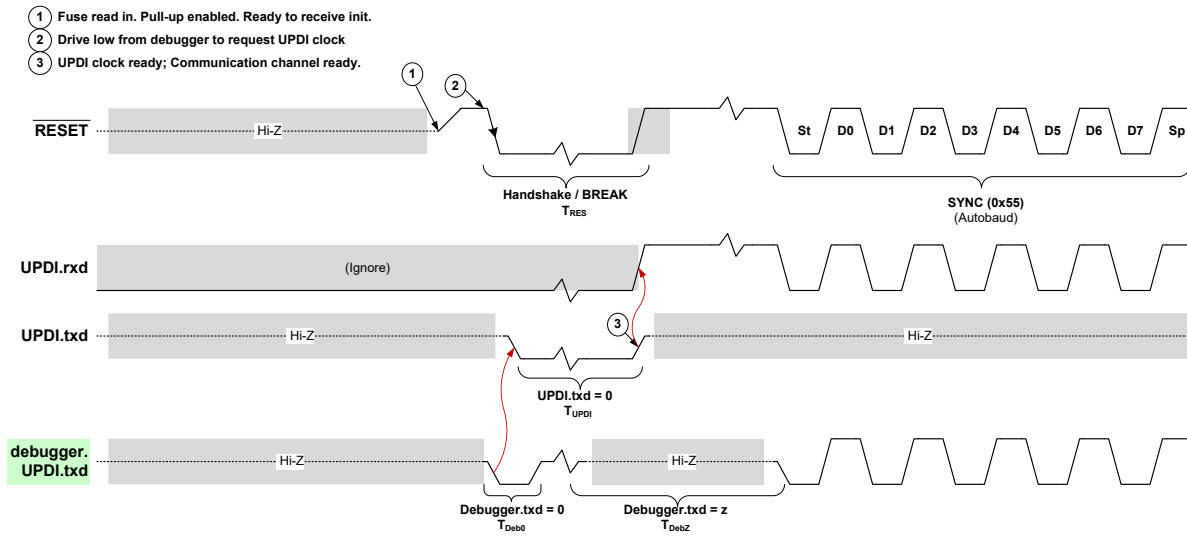 1 Fuse read in. Pull-up enabled. Ready to receive init.
2 Drive low from debugger to request UPDI clock
3 UPDI clock ready; Communication channel ready.
1
2
RESET
Hi-Z
St D0 D1 D2 D3 D4 D5 D6 D7 Sp
Handshake / BREAK
TRES
SYNC (0x55)
(Autobaud)
UPDI.rxd
(Ignore)
UPDI.txd
Hi-Z
3
Hi-Z
UPDI.txd = 0
TUPDI
debugger.
UPDI.txd
Hi-Z
Hi-Z
Debugger.txd = 0
TDeb0
Debugger.txd = z
TDebZ